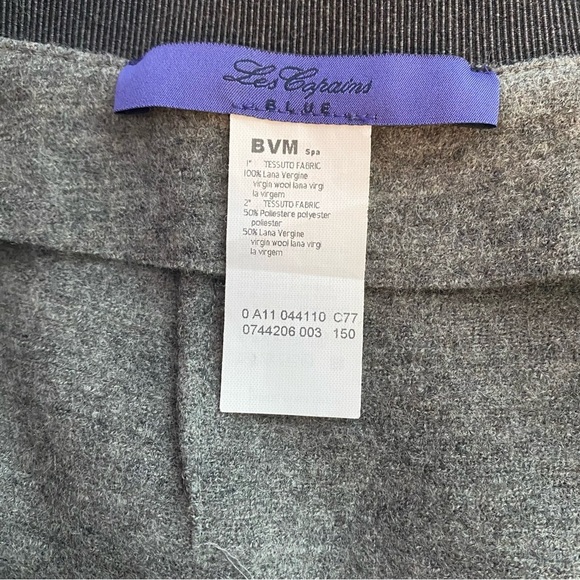 Les Copains
BLUE
BVM Spa
1° TESSUTO FABRIC
100% Lana Vergine
virgin wool lana virgi
la virgem
2° TESSUTO FABRIC
50% Poliestere polyester
poliester
50% Lana Vergine
virgin wool lana virgi
la virgem
0 A11 044110 C77
0744206 003 150